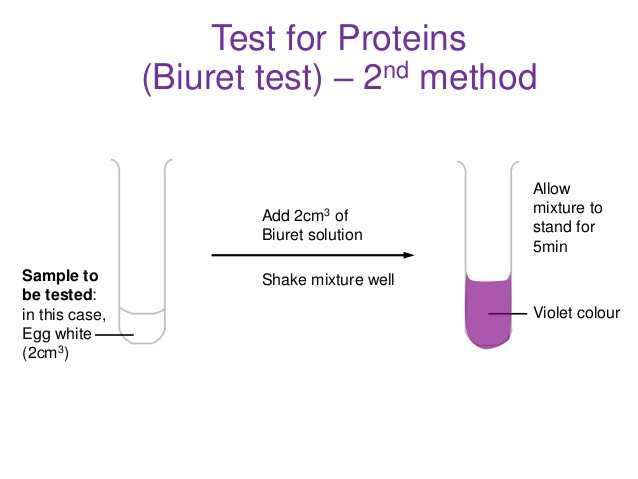 Test for Proteins
(Biuret test) – 2nd method
Add 2cm3 of
Biuret solution
Shake mixture well
Sample to
be tested:
in this case,
Egg white
(2cm3)
Allow
mixture to
stand for
5min
Violet colour